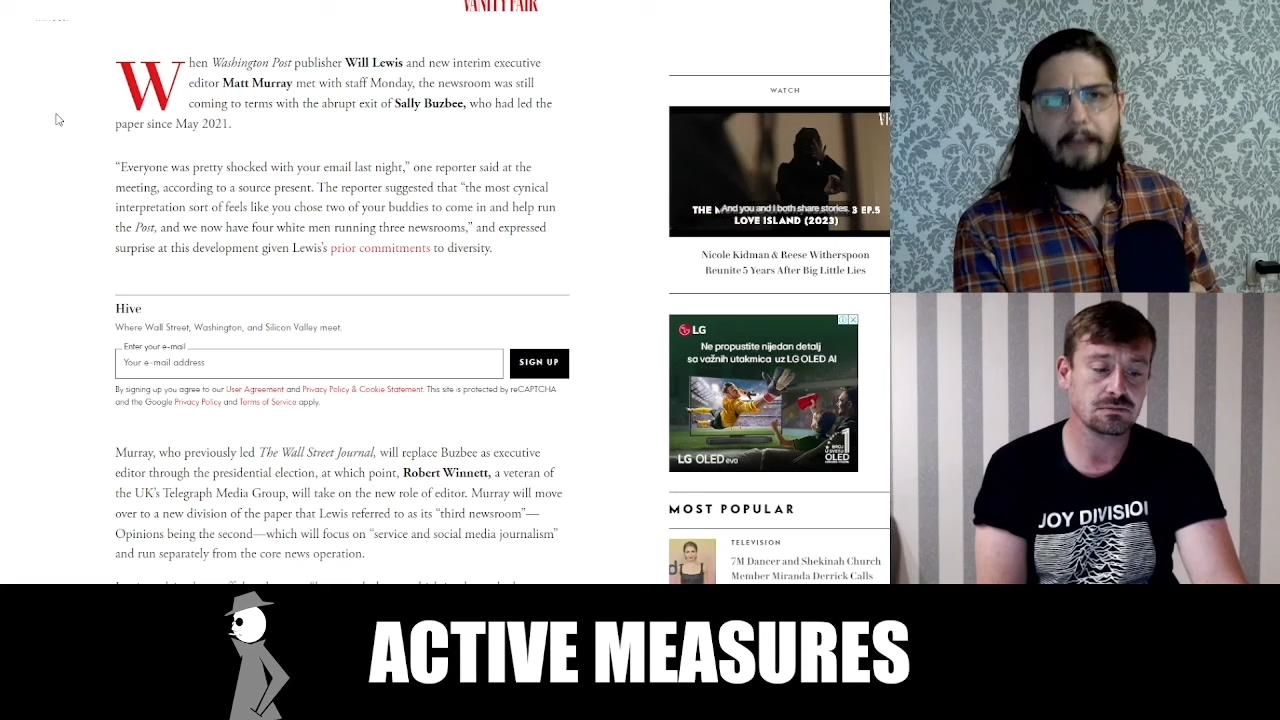 VANITY FAIR
When Washington Post publisher Will Lewis and new interim executive
editor Matt Murray met with staff Monday, the newsroom was still
coming to terms with the abrupt exit of Sally Buzbee, who had led the
paper since May 2021.
“Everyone was pretty shocked with your email last night,” one reporter said at the
meeting, according to a source present. The reporter suggested that “the most cynical
interpretation sort of feels like you chose two of your buddies to come in and help run
the Post, and we now have four white men running three newsrooms,” and expressed
surprise at this development given Lewis’s prior commitments to diversity.
Hive
Where Wall Street, Washington, and Silicon Valley meet.
Enter your e-mail
Your e-mail address
SIGN UP
By signing up you agree to our User Agreement and Privacy Policy & Cookie Statement. This site is protected by reCAPTCHA
and the Google Privacy Policy and Terms of Service apply.
Murray, who previously led The Wall Street Journal, will replace Buzbee as executive
editor through the presidential election, at which point, Robert Winnett, a veteran of
the UK’s Telegraph Media Group, will take on the new role of editor. Murray will move
over to a new division of the paper that Lewis referred to as its “third newsroom”—
Opinions being the second—which will focus on “service and social media journalism”
and run separately from the core news operation.
WATCH
THE And you and I both share stories. 3 EP.5
LOVE ISLAND (2023)
Nicole Kidman & Reese Witherspoon
Reunite 5 Years After Big Little Lies
LG
Ne propustite nijedan detalj
sa važnih utakmica uz LG OLED AI
LG OLED evo
MOST POPULAR
TELEVISION
7M Dancer and Shekinah Church
Member Miranda Derrick Calls
JOY DIVISION
ACTIVE MEASURES